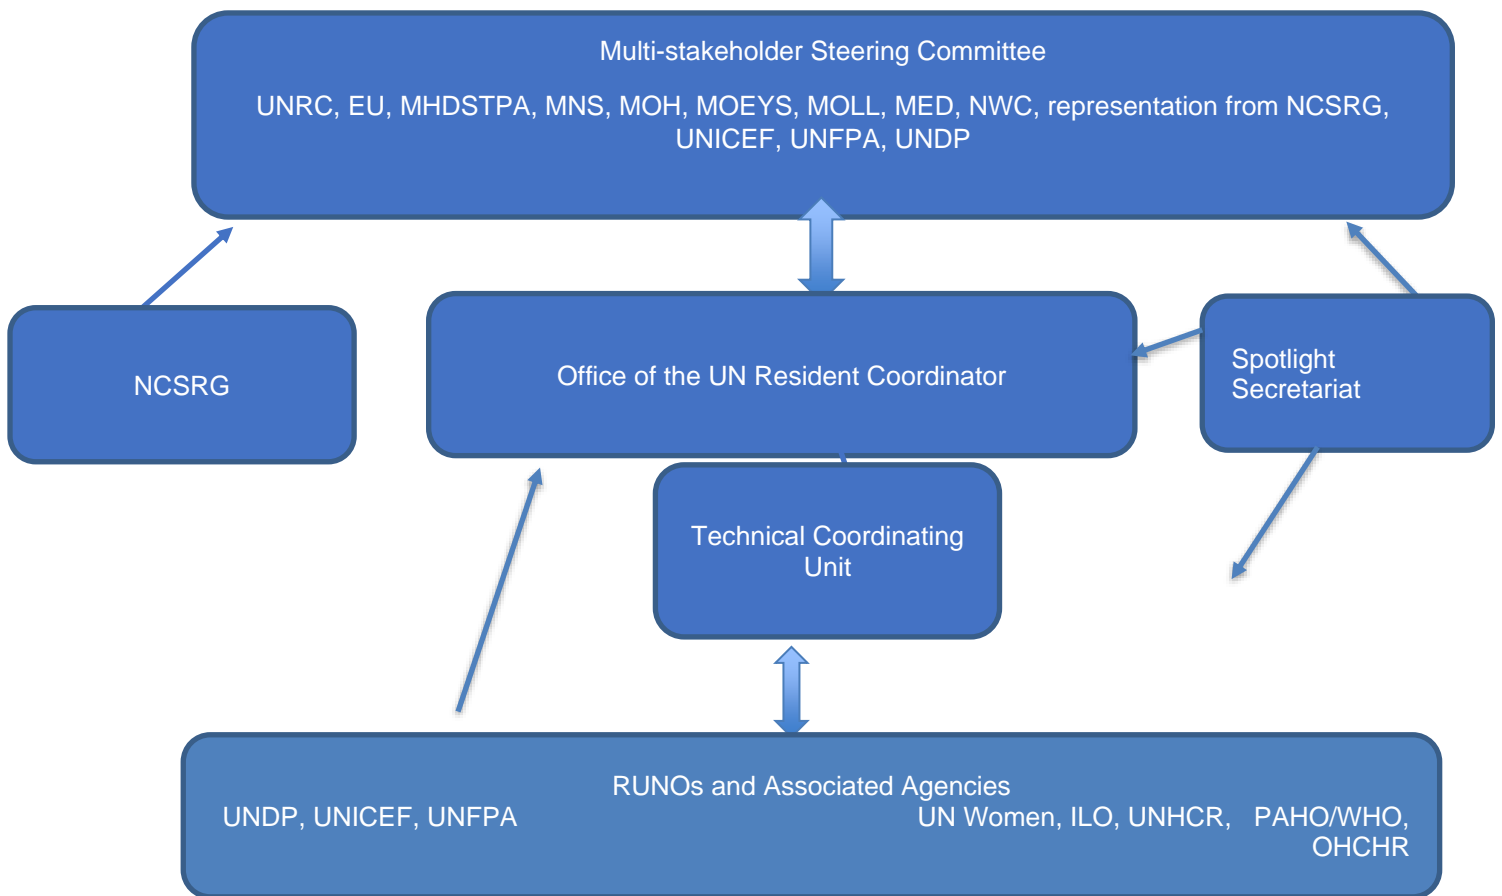 Multi-stakeholder Steering Committee
UNRC, EU, MHDSTPA, MNS, MOH, MOEYS, MOLL, MED, NWC, representation from NCSRG,
UNICEF, UNFPA, UNDP
NCSRG
Office of the UN Resident Coordinator
Spotlight
Secretariat
Technical Coordinating
Unit
RUNOs and Associated Agencies
UNDP, UNICEF, UNFPA UN Women, ILO, UNHCR, PAHO/WHO,
OHCHR